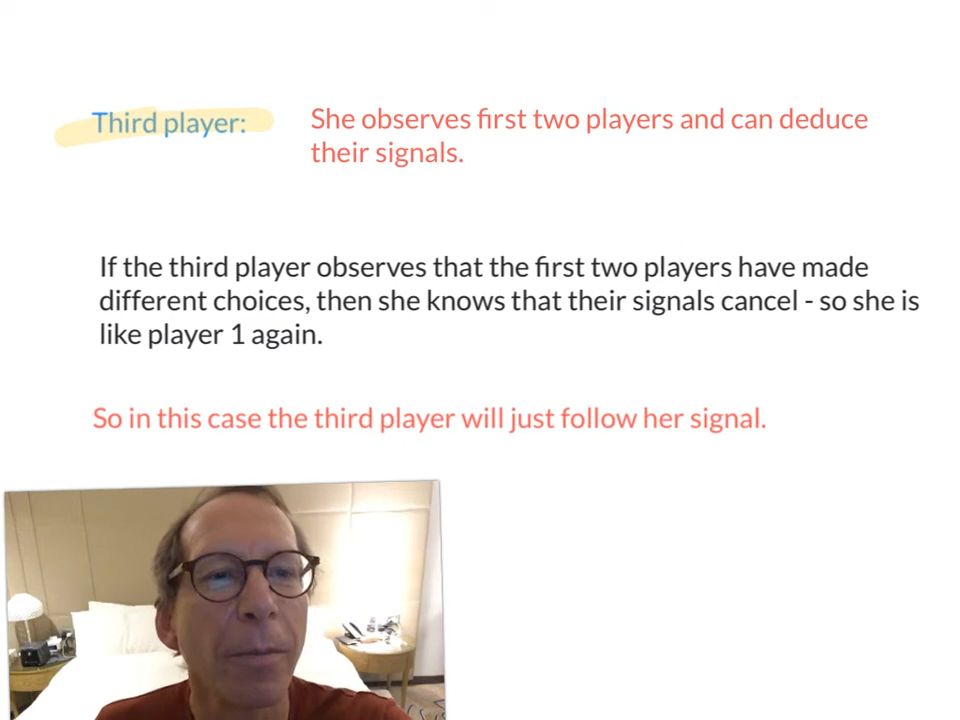 Third player:
She observes first two players and can deduce
their signals.
If the third player observes that the first two players have made
different choices, then she knows that their signals cancel - so she is
like player 1 again.
So in this case the third player will just follow her signal.